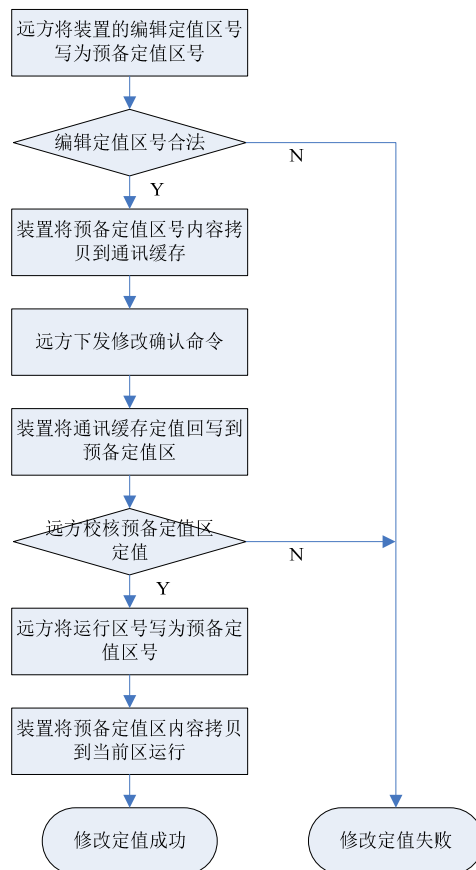 远方将装置的编辑定值区号
写为预备定值区号
编辑定值区号合法
N
Y
装置将预备定值区号内容拷
贝到通讯缓存
远方下发修改确认命令
装置将通讯缓存定值回写到
预备定值区
远方校核预备定值区
定值
N
Y
远方将运行区号写为预备定
值区号
装置将预备定值区内容拷贝
到当前区运行
修改定值成功
修改定值失败